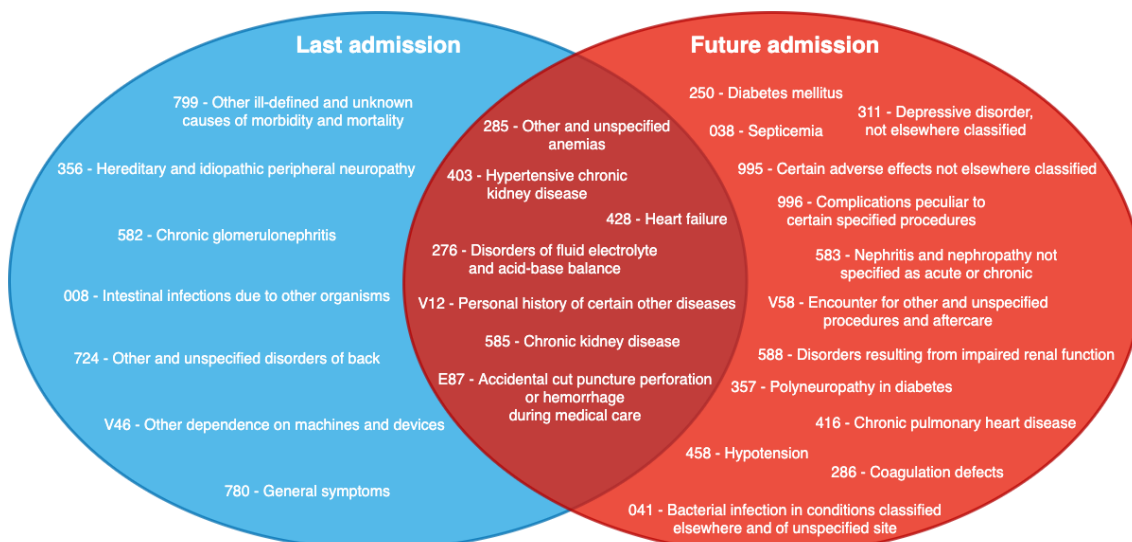 Last admission
799 - Other ill-defined and unknown
causes of morbidity and mortality
356 - Hereditary and idiopathic peripheral neuropathy
582 - Chronic glomerulonephritis
008 - Intestinal infections due to other organisms
724 - Other and unspecified disorders of back
V46 - Other dependence on machines and devices
780 - General symptoms
285 - Other and unspecified
anemias
403 - Hypertensive chronic
kidney disease
428 - Heart failure
276 - Disorders of fluid electrolyte
and acid-base balance
V12 - Personal history of certain other diseases
585 - Chronic kidney disease
E87 - Accidental cut puncture perforation
or hemorrhage
during medical care
Future admission
250 - Diabetes mellitus
311 - Depressive disorder,
not elsewhere classified
038 - Septicemia
995 - Certain adverse effects not elsewhere classified
996 - Complications peculiar to
certain specified procedures
583 - Nephritis and nephropathy not
specified as acute or chronic
V58 - Encounter for other and unspecified
procedures and aftercare
588 - Disorders resulting from impaired renal function
357 - Polyneuropathy in diabetes
416 - Chronic pulmonary heart disease
458 - Hypotension
286 - Coagulation defects
041 - Bacterial infection in conditions classified
elsewhere and of unspecified site